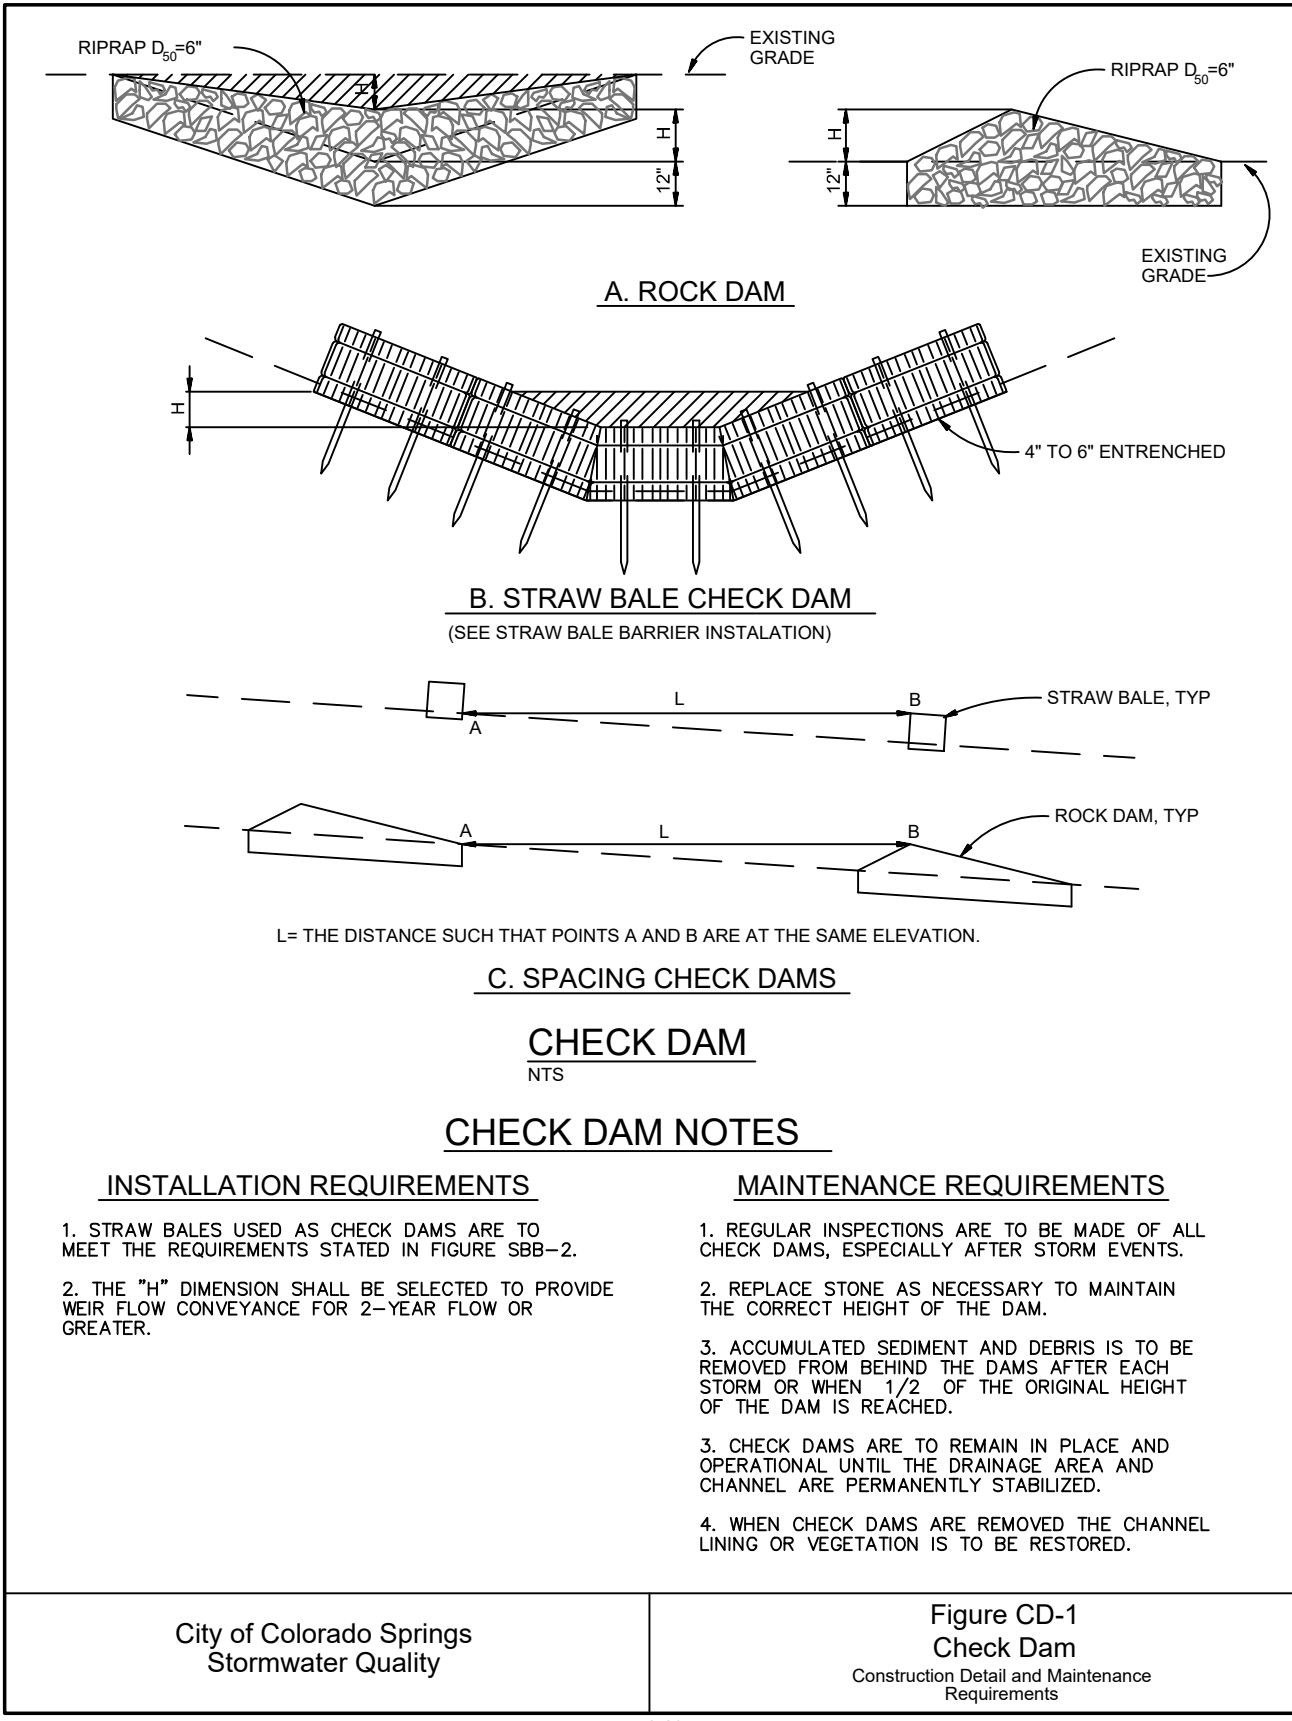 RIPRAP D50=6"
EXISTING
GRADE
RIPRAP D50=6"
H
H
12"
H
12"
EXISTING
GRADE
A. ROCK DAM
H
4" TO 6" ENTRENCHED
B. STRAW BALE CHECK DAM
(SEE STRAW BALE BARRIER INSTALATION)
L
B
STRAW BALE, TYP
A
A
L
B
ROCK DAM, TYP
L= THE DISTANCE SUCH THAT POINTS A AND B ARE AT THE SAME ELEVATION.
C. SPACING CHECK DAMS
CHECK DAM
NTS
CHECK DAM NOTES
INSTALLATION REQUIREMENTS
1. STRAW BALES USED AS CHECK DAMS ARE TO
MEET THE REQUIREMENTS STATED IN FIGURE SBB-2.
2. THE "H" DIMENSION SHALL BE SELECTED TO PROVIDE
WEIR FLOW CONVEYANCE FOR 2-YEAR FLOW OR
GREATER.
MAINTENANCE REQUIREMENTS
1. REGULAR INSPECTIONS ARE TO BE MADE OF ALL
CHECK DAMS, ESPECIALLY AFTER STORM EVENTS.
2. REPLACE STONE AS NECESSARY TO MAINTAIN
THE CORRECT HEIGHT OF THE DAM.
3. ACCUMULATED SEDIMENT AND DEBRIS IS TO BE
REMOVED FROM BEHIND THE DAMS AFTER EACH
STORM OR WHEN 1/2 OF THE ORIGINAL HEIGHT
OF THE DAM IS REACHED.
3. CHECK DAMS ARE TO REMAIN IN PLACE AND
OPERATIONAL UNTIL THE DRAINAGE AREA AND
CHANNEL ARE PERMANENTLY STABILIZED.
4. WHEN CHECK DAMS ARE REMOVED THE CHANNEL
LINING OR VEGETATION IS TO BE RESTORED.
City of Colorado Springs
Stormwater Quality
Figure CD-1
Check Dam
Construction Detail and Maintenance
Requirements